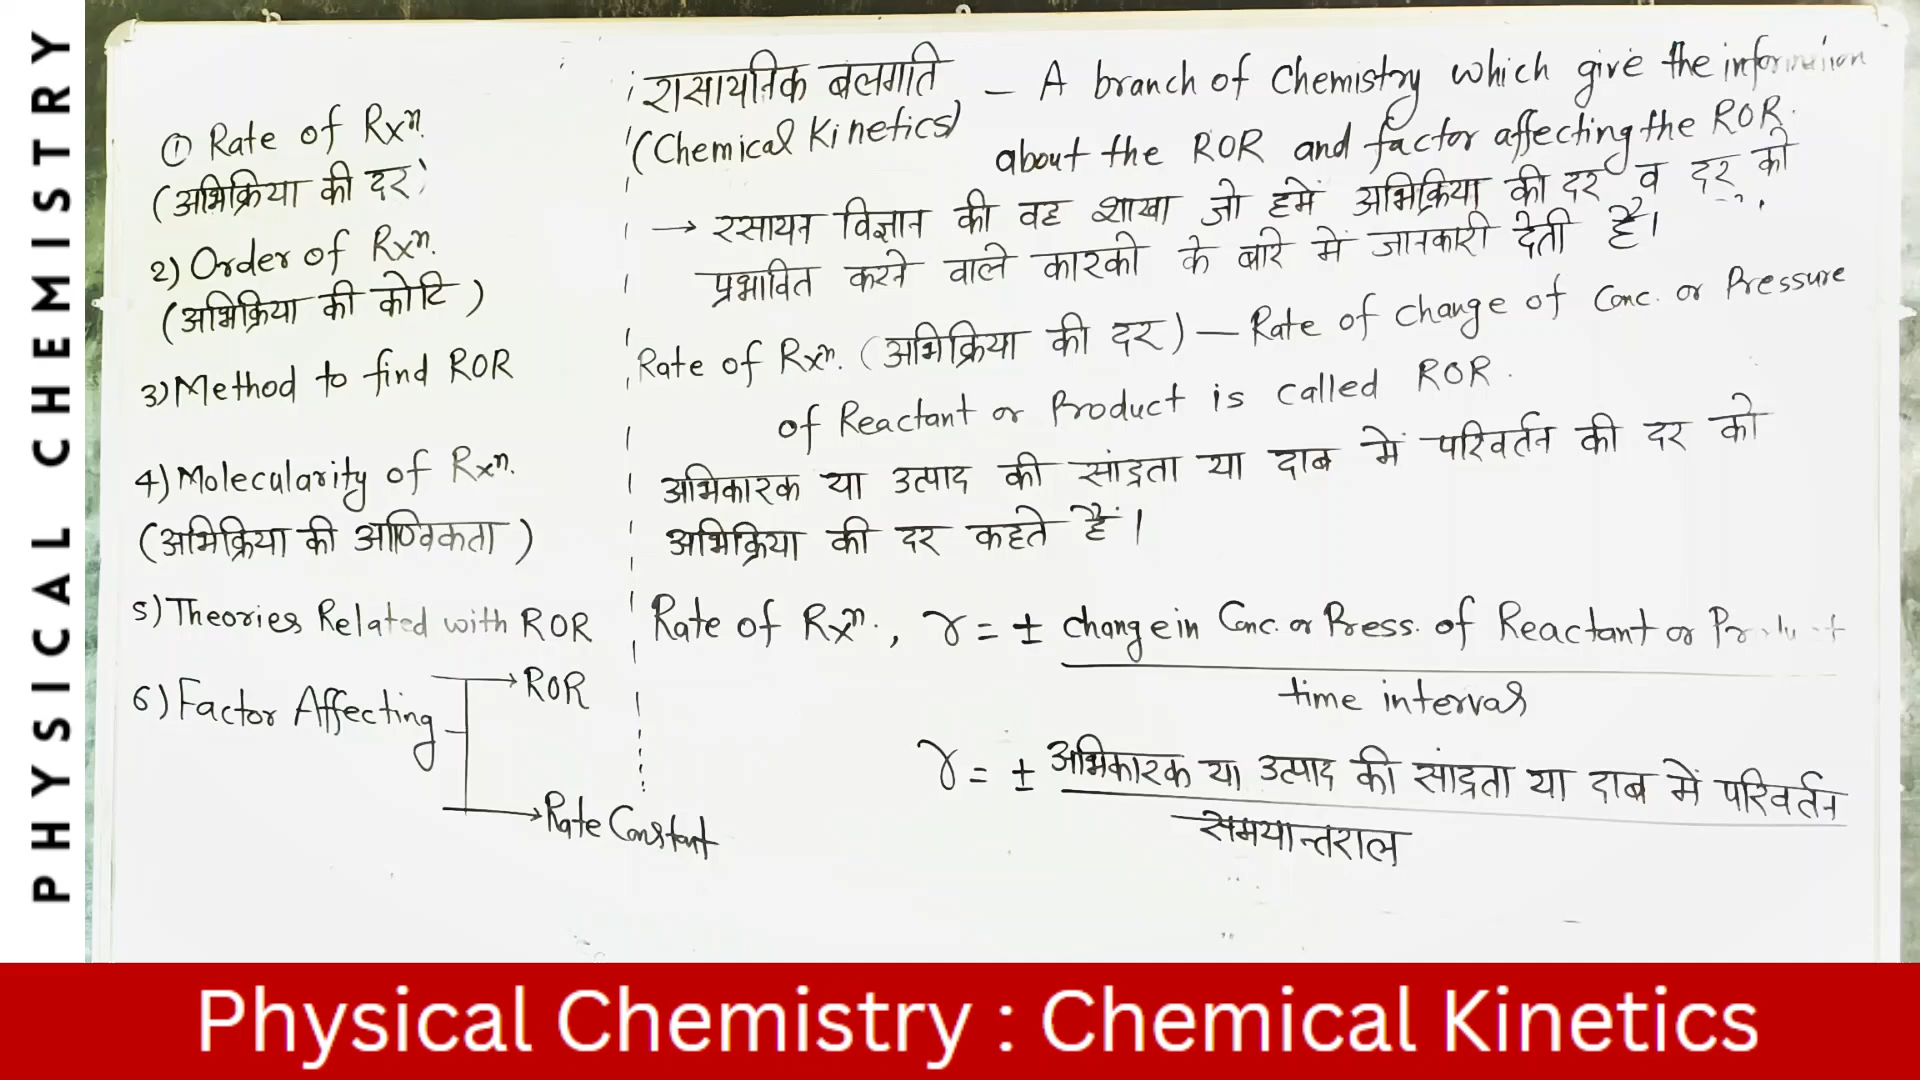 PHYSICAL CHEMISTRY
① Rate of Rxⁿ.
(अभिक्रिया की दर)
2) Order of Rxⁿ.
(अभिक्रिया की कोटि)
3) Method to find ROR
4) Molecularity of Rxⁿ.
(अभिक्रिया की आण्विकता)
5) Theories Related with ROR
6) Factor Affecting
→ ROR
→ Rate Constant
रासायनिक बलगति – A branch of Chemistry which give the information
(Chemical Kinetics) about the ROR and factor affecting the ROR.
→ रसायन विज्ञान की वह शाखा जो हमें अभिक्रिया की दर व दर को
प्रभावित करने वाले कारको के बारे में जानकारी देती है।
Rate of Rxⁿ. (अभिक्रिया की दर) – Rate of change of Conc. or Pressure
of Reactant or Product is called ROR.
अभिकारक या उत्पाद की सांद्रता या दाब में परिवर्तन की दर को
अभिक्रिया की दर कहते हैं।
Rate of Rxⁿ., r = ± change in Conc. or Press. of Reactant or Product
time interval
r = ± अभिकारक या उत्पाद की सांद्रता या दाब में परिवर्तन
समयान्तराल
Physical Chemistry : Chemical Kinetics